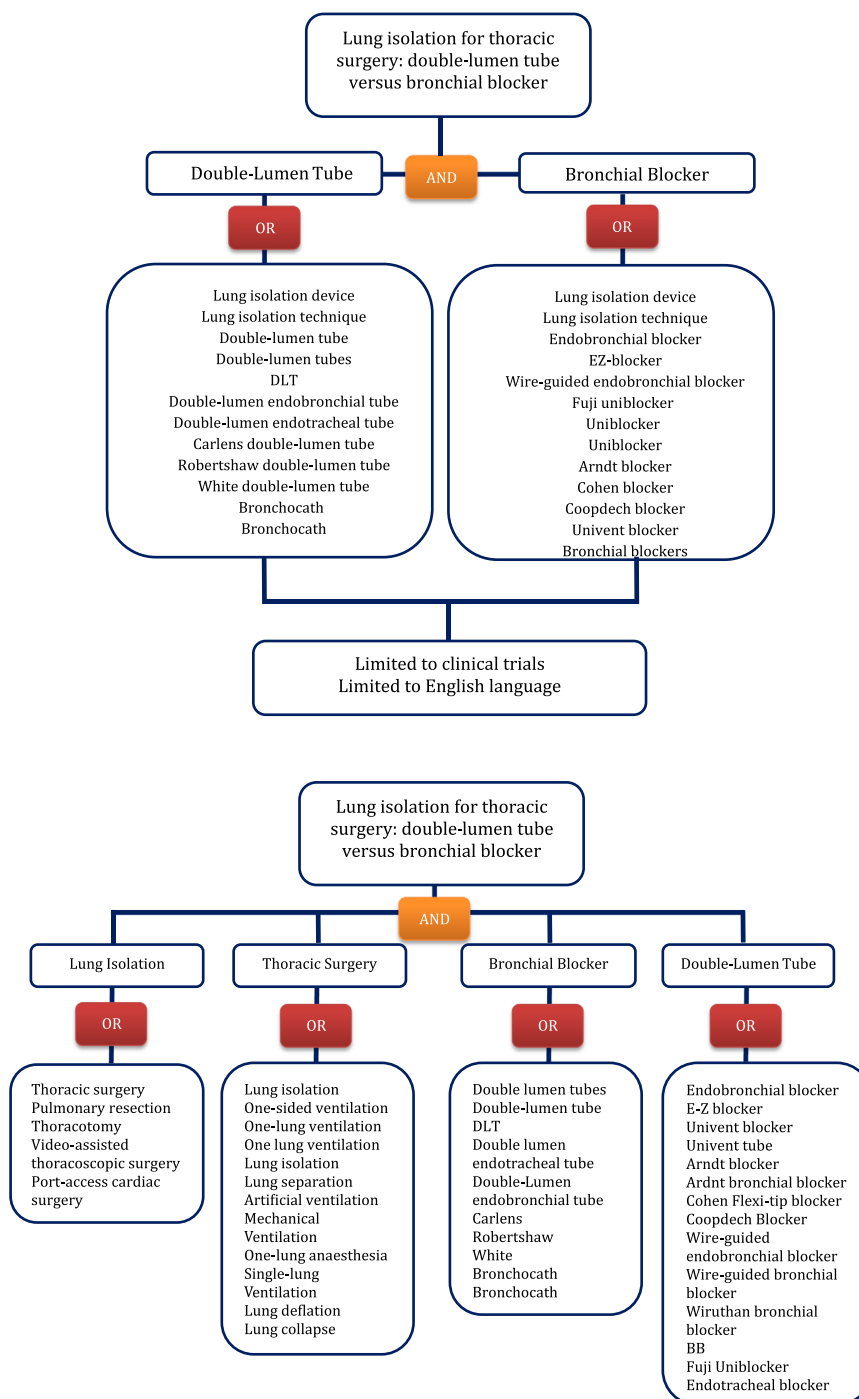 Lung isolation for thoracic
surgery: double-lumen tube
versus bronchial blocker
Double-Lumen Tube
AND
Bronchial Blocker
OR
OR
Lung isolation device
Lung isolation technique
Double-lumen tube
Double-lumen tubes
DLT
Double-lumen endobronchial tube
Double-lumen endotracheal tube
Carlens double-lumen tube
Robertshaw double-lumen tube
White double-lumen tube
Bronchocath
Bronchocath
Lung isolation device
Lung isolation technique
Endobronchial blocker
EZ-blocker
Wire-guided endobronchial blocker
Fuji uniblocker
Uniblocker
Uniblocker
Arndt blocker
Cohen blocker
Coopdech blocker
Univent blocker
Bronchial blockers
Limited to clinical trials
Limited to English language
Lung isolation for thoracic
surgery: double-lumen tube
versus bronchial blocker
AND
Lung Isolation
Thoracic Surgery
Bronchial Blocker
Double-Lumen Tube
OR
OR
OR
OR
Thoracic surgery
Pulmonary resection
Thoracotomy
Video-assisted
thoracoscopic surgery
Port-access cardiac
surgery
Lung isolation
One-sided ventilation
One-lung ventilation
One lung ventilation
Lung isolation
Lung separation
Artificial ventilation
Mechanical
Ventilation
One-lung anaesthesia
Single-lung
Ventilation
Lung deflation
Lung collapse
Double lumen tubes
Double-lumen tube
DLT
Double lumen
endotracheal tube
Double-Lumen
endobronchial tube
Carlens
Robertshaw
White
Bronchocath
Bronchocath
Endobronchial blocker
E-Z blocker
Univent blocker
Univent tube
Arndt blocker
Ardnt bronchial blocker
Cohen Flexi-tip blocker
Coopdech Blocker
Wire-guided
endobronchial blocker
Wire-guided bronchial
blocker
Wiruthan bronchial
blocker
BB
Fuji Uniblocker
Endotracheal blocker